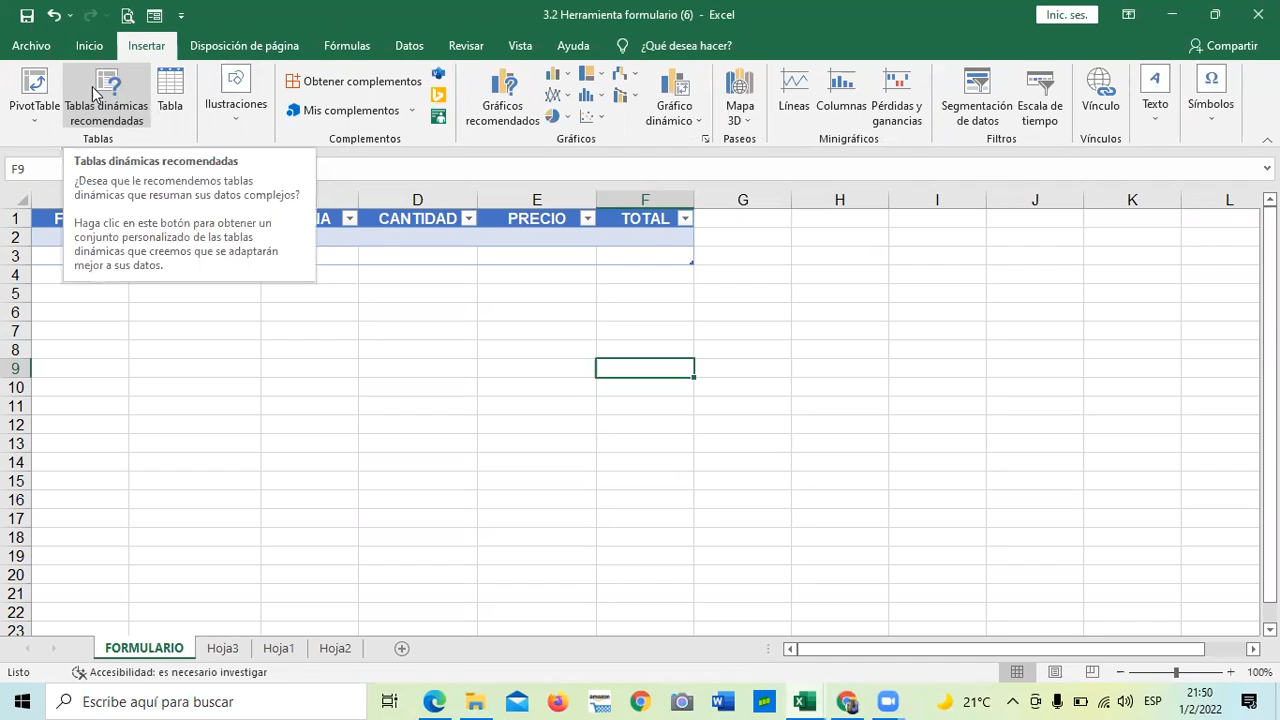 3.2 Herramienta formulario (6) - Excel
Inic. ses.
Archivo
Inicio
Insertar
Disposición de página
Fórmulas
Datos
Revisar
Vista
Ayuda
¿Qué desea hacer?
Compartir
PivotTable
Tablas dinámicas
recomendadas
Tabla
Ilustraciones
Obtener complementos
Mis complementos
Gráficos
recomendados
Gráfico
dinámico
Mapa
3D
Líneas
Columnas
Pérdidas y
ganancias
Segmentación
de datos
Escala de
tiempo
Vínculo
Texto
Símbolos
Tablas
Complementos
Gráficos
Paseos
Minigráficos
Filtros
Vínculos
F9
Tablas dinámicas recomendadas
¿Desea que le recomendemos tablas
dinámicas que resuman sus datos complejos?
Haga clic en este botón para obtener un
conjunto personalizado de las tablas
dinámicas que creemos que se adaptarán
mejor a sus datos.
D E F G H I J K L
1 F NA CANTIDAD PRECIO TOTAL
2
3
4
5
6
7
8
9
10
11
12
13
14
15
16
17
18
19
20
21
22
23
FORMULARIO
Hoja3
Hoja1
Hoja2
Listo
Accesibilidad: es necesario investigar
100%
Escribe aquí para buscar
21°C
ESP
21:50
1/2/2022